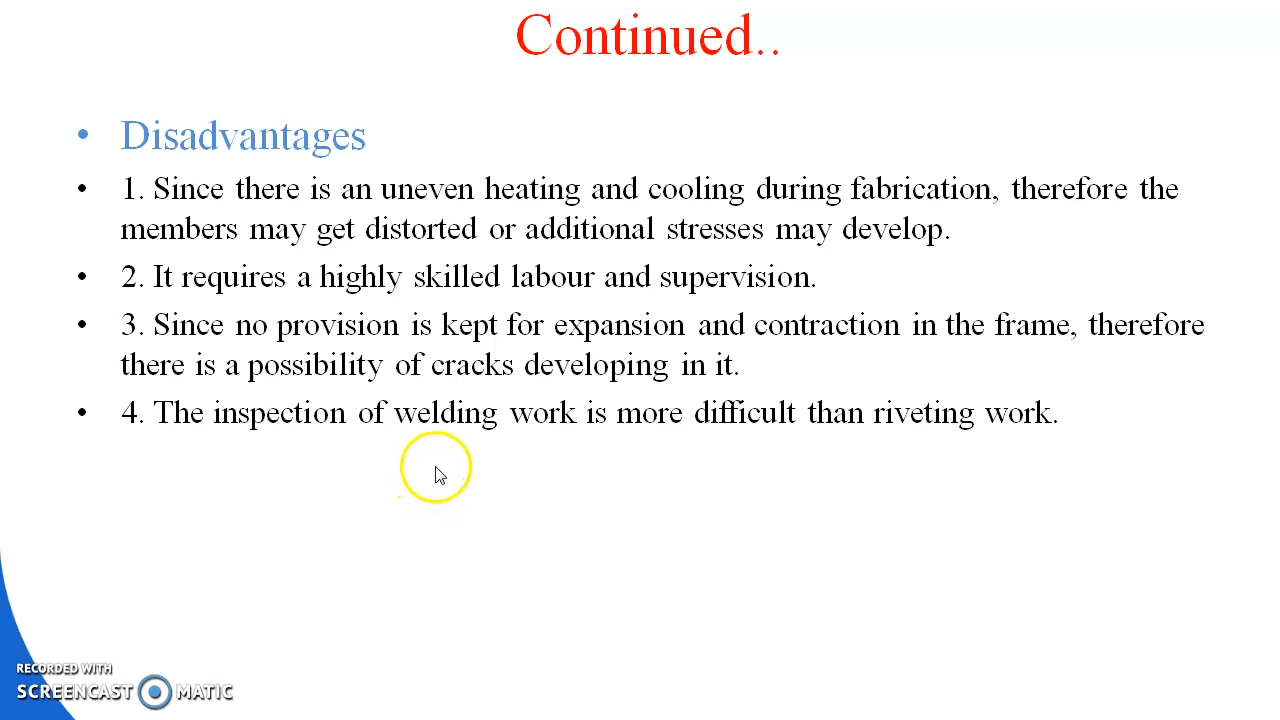 Continued..
• Disadvantages
• 1. Since there is an uneven heating and cooling during fabrication, therefore the
members may get distorted or additional stresses may develop.
• 2. It requires a highly skilled labour and supervision.
• 3. Since no provision is kept for expansion and contraction in the frame, therefore
there is a possibility of cracks developing in it.
• 4. The inspection of welding work is more difficult than riveting work.
RECORDED WITH
SCREENCAST MATIC